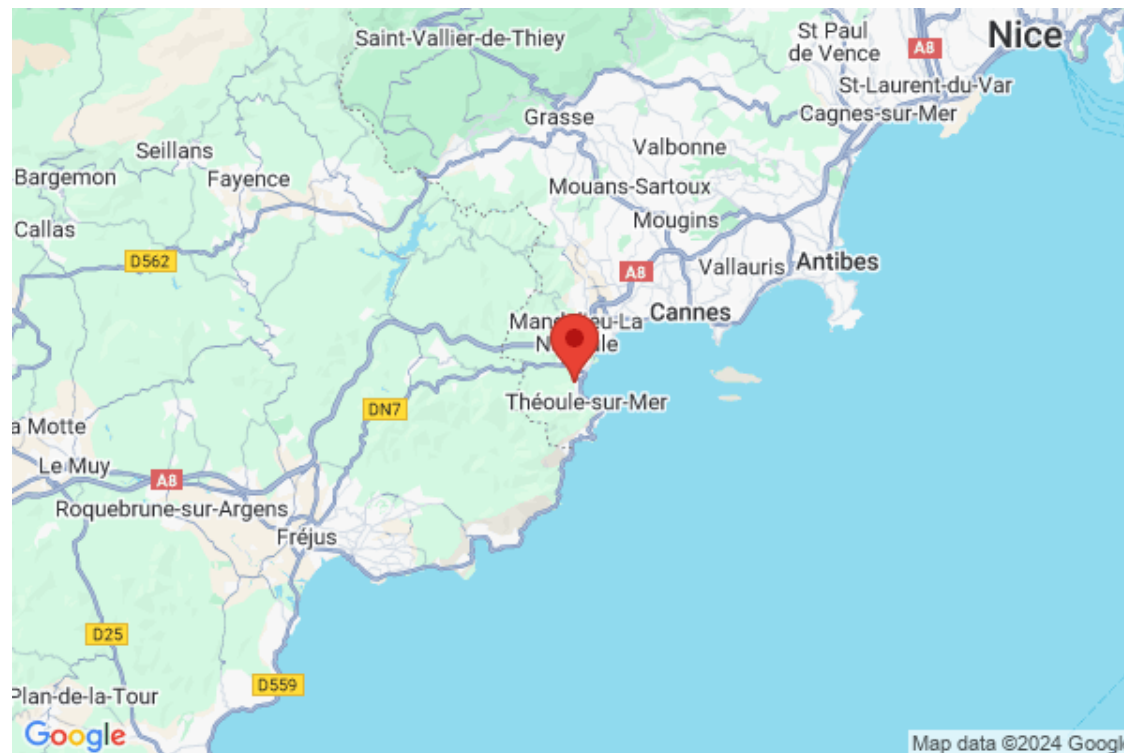 Saint-Vallier-de-Thiey
St Paul
de Vence
A8
Nice
St-Laurent-du-Var
Cagnes-sur-Mer
Grasse
Valbonne
Seillans
Bargemon
Fayence
Mouans-Sartoux
Mougins
Callas
D562
A8
Vallauris
Antibes
Cannes
Théoule-sur-Mer
DN7
a Motte
Le Muy
A8
Roquebrune-sur-Argens
Fréjus
D25
D559
Plan-de-la-Tour
Google
Map data ©2024 Google